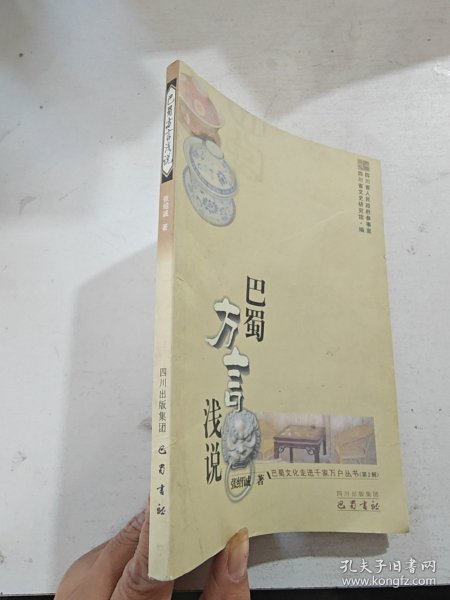 巴蜀方言浅说
张绍诚 著
四川出版集团
巴蜀书社
四川省人民政府参事室
四川省文史研究馆·编
巴蜀
方言
浅说
张绍诚 著
巴蜀文化走进千家万户丛书(第2辑)
四川出版集团
巴蜀书社
孔夫子旧书网
www.kongfz.com